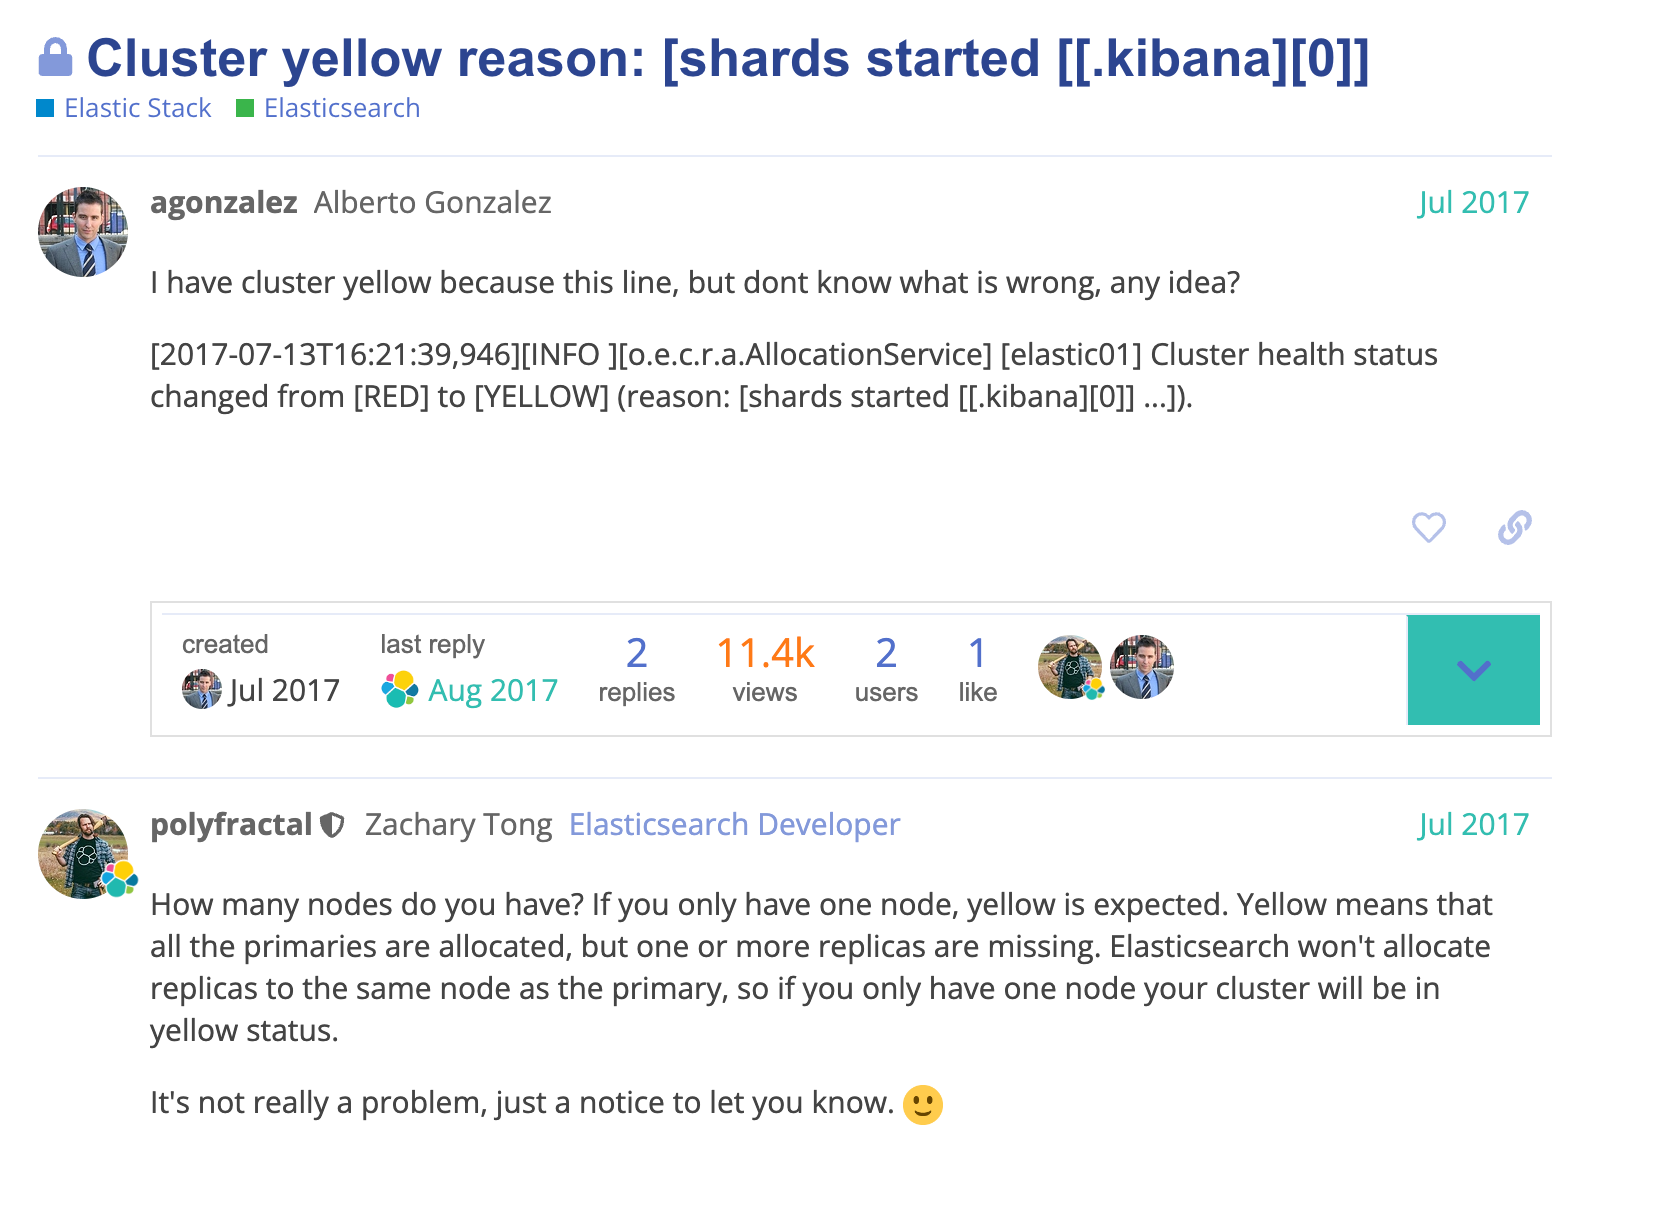 Cluster yellow reason: [shards started [[.kibana][0]]
Elastic Stack Elasticsearch
agonzalez Alberto Gonzalez Jul 2017
I have cluster yellow because this line, but dont know what is wrong, any idea?
[2017-07-13T16:21:39,946][INFO ][o.e.c.r.a.AllocationService] [elastic01] Cluster health status
changed from [RED] to [YELLOW] (reason: [shards started [[.kibana][0]] ...]).
created last reply 2 11.4k 2 1
Jul 2017 Aug 2017 replies views users like
polyfractal Zachary Tong Elasticsearch Developer Jul 2017
How many nodes do you have? If you only have one node, yellow is expected. Yellow means that
all the primaries are allocated, but one or more replicas are missing. Elasticsearch won't allocate
replicas to the same node as the primary, so if you only have one node your cluster will be in
yellow status.
It's not really a problem, just a notice to let you know.